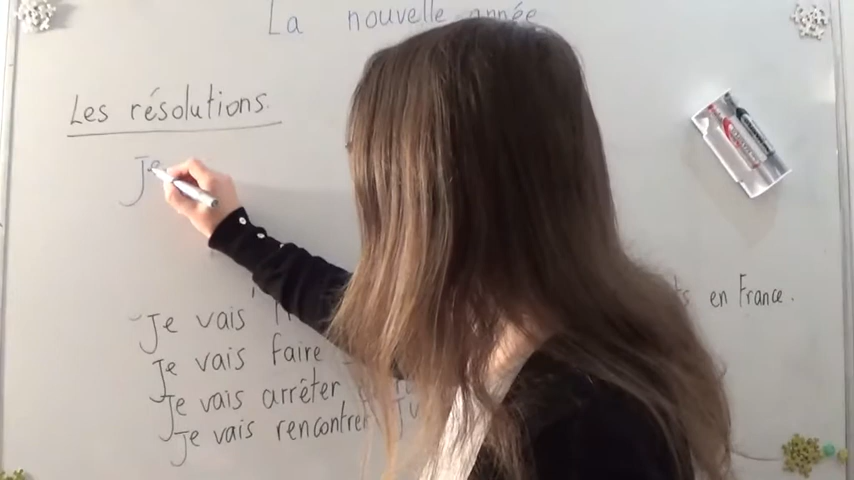 La nouvelle année
Les résolutions.
Je
en France.
Je vais
Je vais faire
Je vais arrêter
Je vais rencontrer